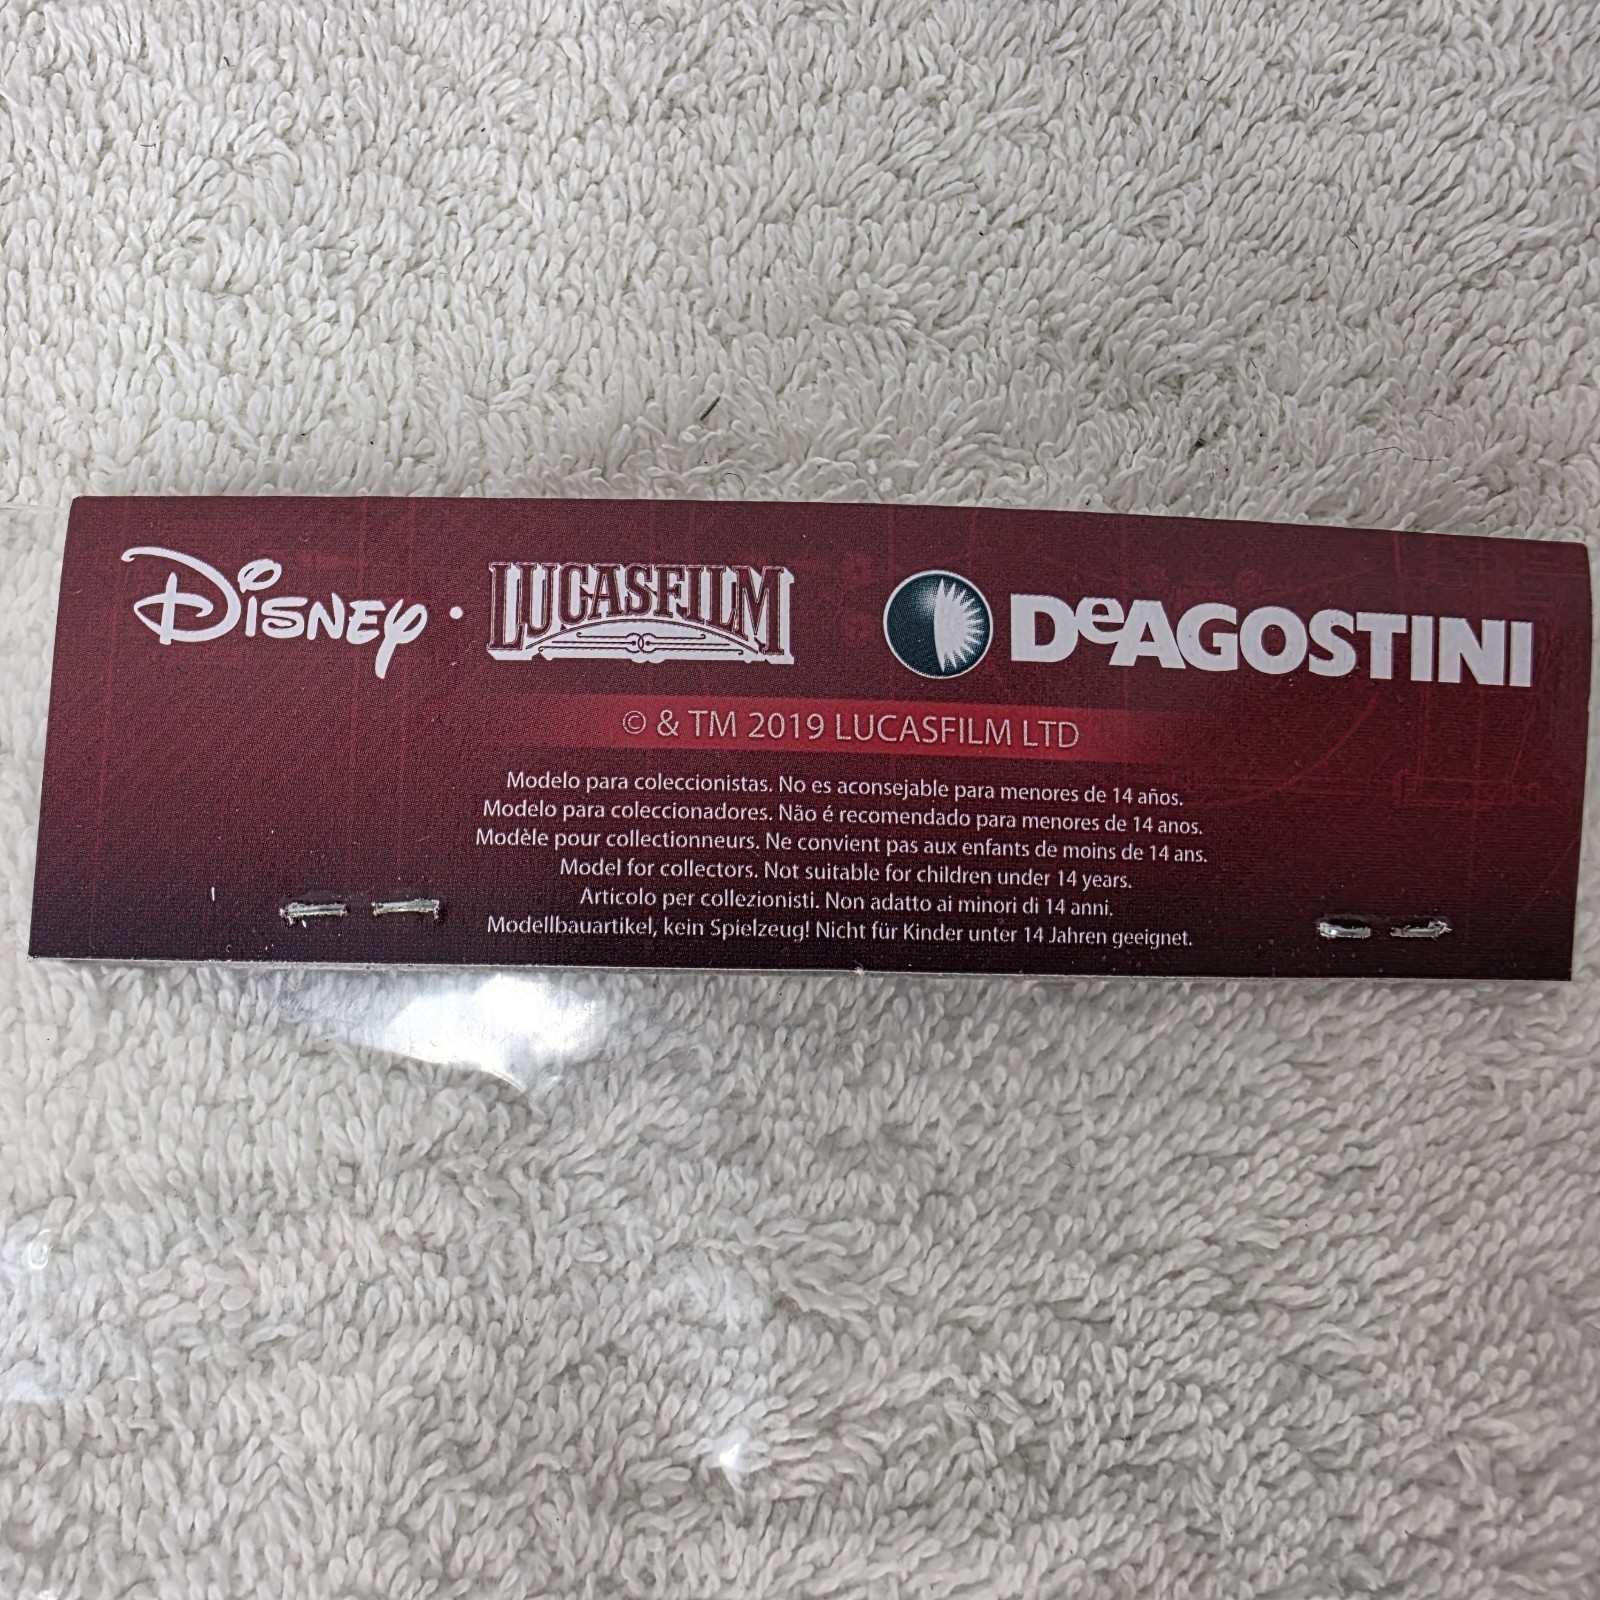 DISNEY · LUCASFILM DeAGOSTINI
© & TM 2019 LUCASFILM LTD
Modelo para coleccionistas. No es aconsejable para menores de 14 años.
Modelo para coleccionadores. Não é recomendado para menores de 14 anos.
Modèle pour collectionneurs. Ne convient pas aux enfants de moins de 14 ans.
Model for collectors. Not suitable for children under 14 years.
Articolo per collezionisti. Non adatto ai minori di 14 anni.
Modellbauartikel, kein Spielzeug! Nicht für Kinder unter 14 Jahren geeignet.